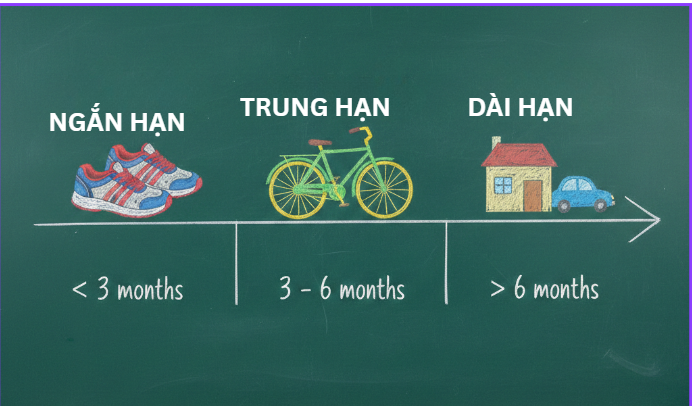 NGẮN HẠN
TRUNG HẠN
DÀI HẠN
< 3 months
3 - 6 months
> 6 months